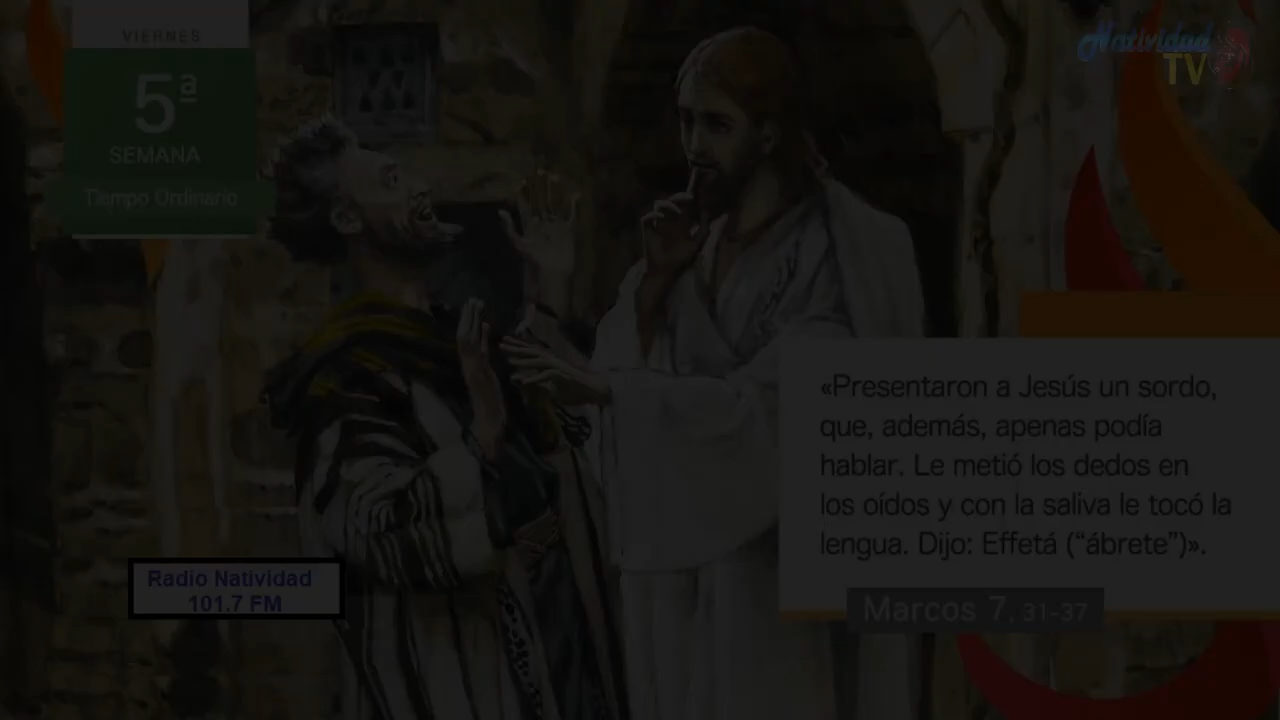 VIERNES
5ª
SEMANA
Tiempo Ordinario
Natividad
TV
«Presentaron a Jesús un sordo,
que, además, apenas podía
hablar. Le metió los dedos en
los oídos y con la saliva le tocó la
lengua. Dijo: Effetá (“ábrete”)».
Marcos 7, 31-37
Radio Natividad
101.7 FM